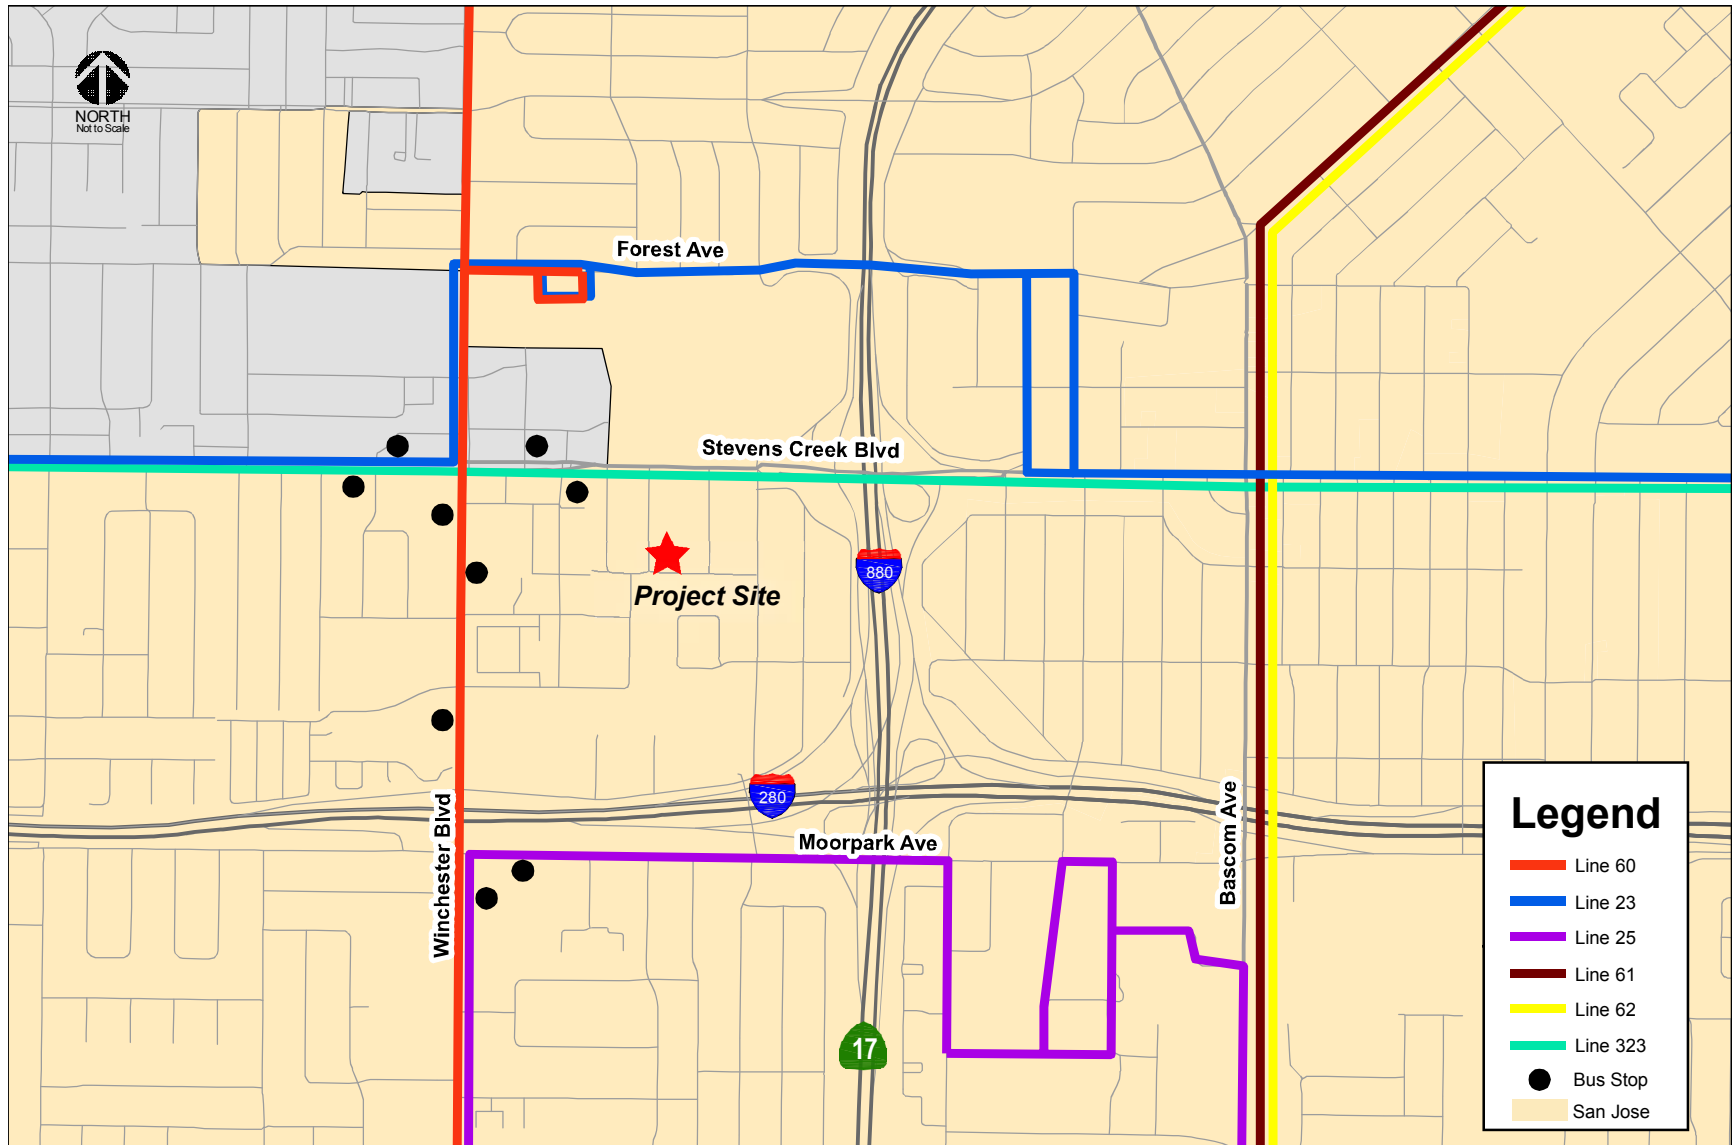 NORTH
Not to Scale
Forest Ave
Stevens Creek Blvd
880
Project Site
280
Moorpark Ave
Winchester Blvd
Bascom Ave
17
Legend
Line 60
Line 23
Line 25
Line 61
Line 62
Line 323
Bus Stop
San Jose